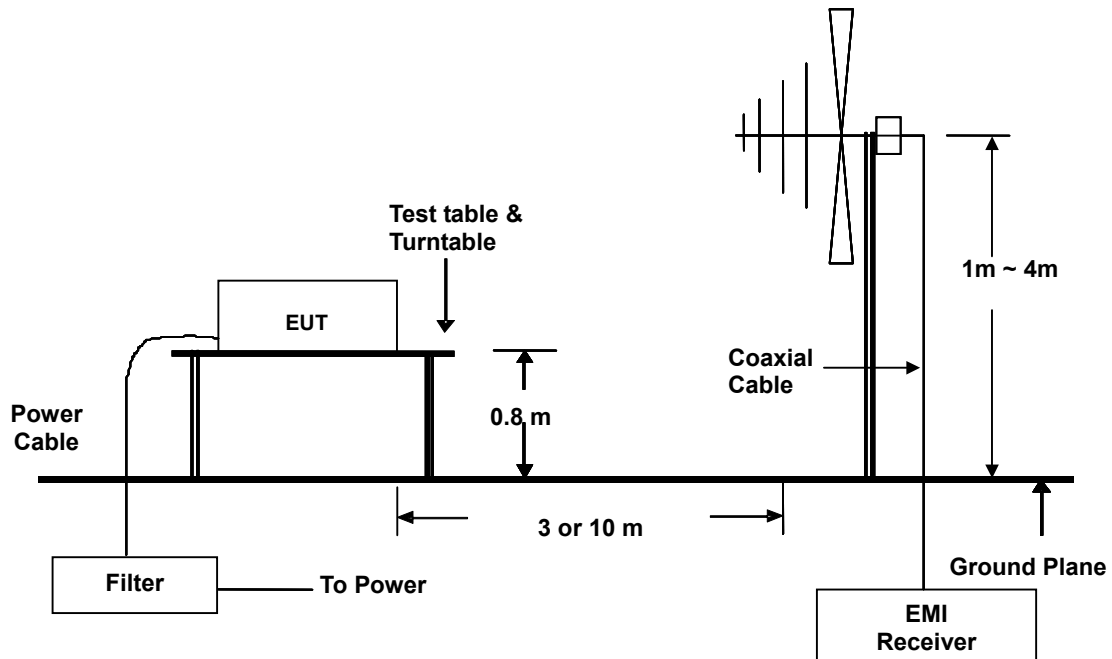 Test table &
Turntable
EUT
1m ~ 4m
Coaxial
Cable
0.8 m
Power
Cable
3 or 10 m
Filter
To Power
Ground Plane
EMI
Receiver